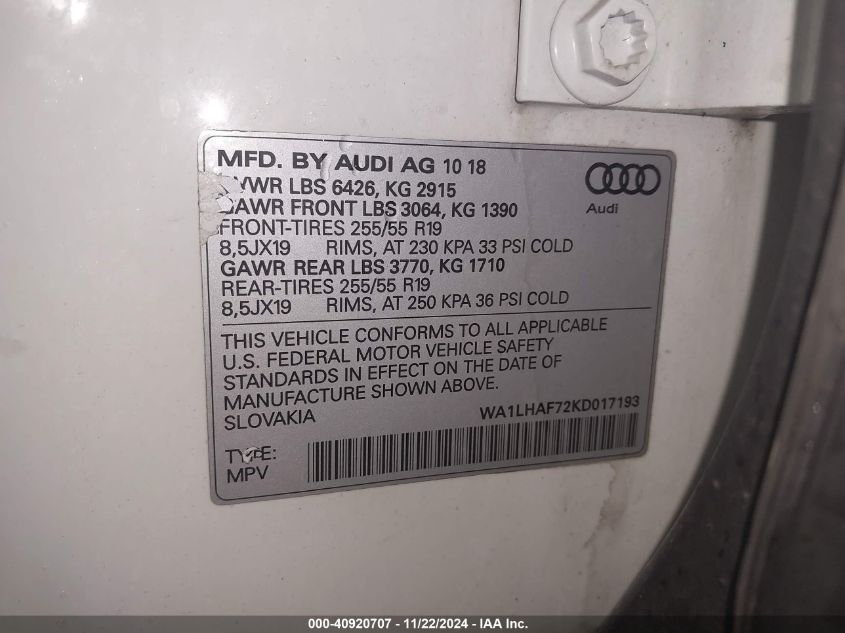 MFD. BY AUDI AG 10 18
GVWR LBS 6426, KG 2915
GAWR FRONT LBS 3064, KG 1390
FRONT-TIRES 255/55 R19
8,5JX19 RIMS, AT 230 KPA 33 PSI COLD
GAWR REAR LBS 3770, KG 1710
REAR-TIRES 255/55 R19
8,5JX19 RIMS, AT 250 KPA 36 PSI COLD
Audi
THIS VEHICLE CONFORMS TO ALL APPLICABLE
U.S. FEDERAL MOTOR VEHICLE SAFETY
STANDARDS IN EFFECT ON THE DATE OF
MANUFACTURE SHOWN ABOVE.
SLOVAKIA
WA1LHAF72KD017193
TYPE:
MPV
000-40920707 - 11/22/2024 - IAA Inc.